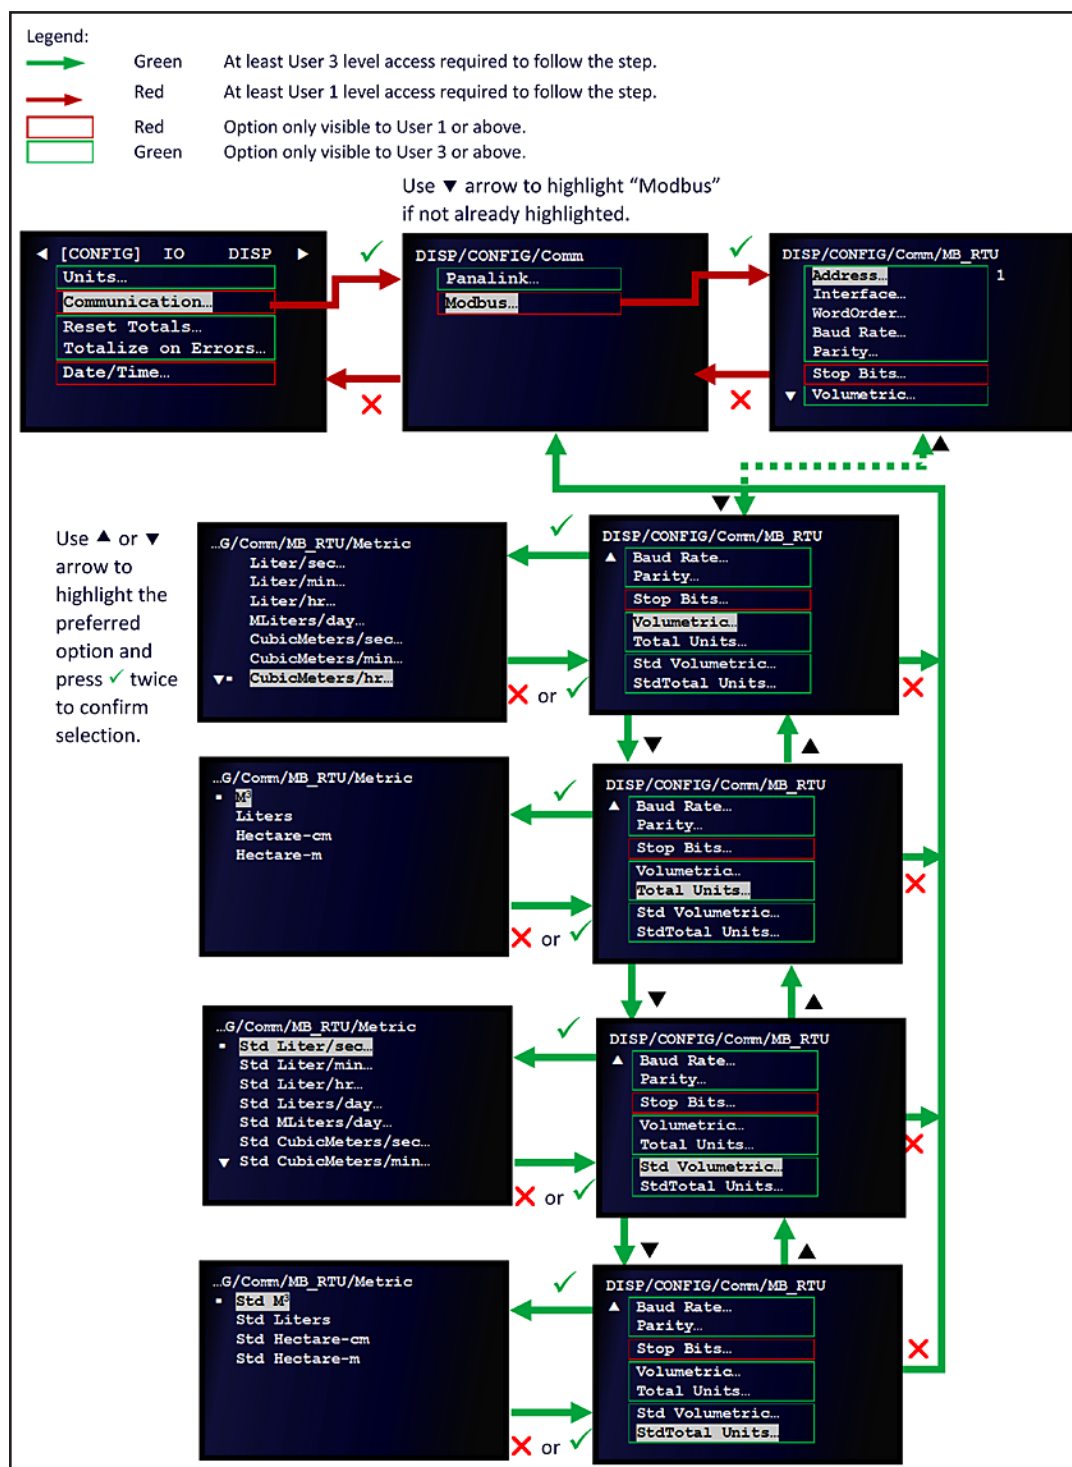 Legend:
Green At least User 3 level access required to follow the step.
Red At least User 1 level access required to follow the step.
Red Option only visible to User 1 or above.
Green Option only visible to User 3 or above.
Use ▼ arrow to highlight “Modbus”
if not already highlighted.
◄ [CONFIG] IO DISP ►
Units...
Communication...
Reset Totals...
Totalize on Errors...
Date/Time...
DISP/CONFIG/Comm
Panalink...
Modbus...
DISP/CONFIG/Comm/MB_RTU
Address... 1
Interface...
WordOrder...
Baud Rate...
Parity...
Stop Bits...
▼ Volumetric...
Use ▲ or ▼
arrow to
highlight the
preferred
option and
press ✓ twice
to confirm
selection.
...G/Comm/MB_RTU/Metric
Liter/sec...
Liter/min...
Liter/hr...
MLiters/day...
CubicMeters/sec...
CubicMeters/min...
CubicMeters/hr...
or
DISP/CONFIG/Comm/MB_RTU
▲ Baud Rate...
Parity...
Stop Bits...
Volumetric...
Total Units...
Std Volumetric...
StdTotal Units...
...G/Comm/MB_RTU/Metric
M³
Liters
Hectare-cm
Hectare-m
or
DISP/CONFIG/Comm/MB_RTU
▲ Baud Rate...
Parity...
Stop Bits...
Volumetric...
Total Units...
Std Volumetric...
StdTotal Units...
...G/Comm/MB_RTU/Metric
Std Liter/sec...
Std Liter/min...
Std Liter/hr...
Std Liters/day...
Std MLiters/day...
Std CubicMeters/sec...
▼ Std CubicMeters/min...
or
DISP/CONFIG/Comm/MB_RTU
▲ Baud Rate...
Parity...
Stop Bits...
Volumetric...
Total Units...
Std Volumetric...
StdTotal Units...
...G/Comm/MB_RTU/Metric
Std M³
Std Liters
Std Hectare-cm
Std Hectare-m
or
DISP/CONFIG/Comm/MB_RTU
▲ Baud Rate...
Parity...
Stop Bits...
Volumetric...
Total Units...
Std Volumetric...
StdTotal Units...